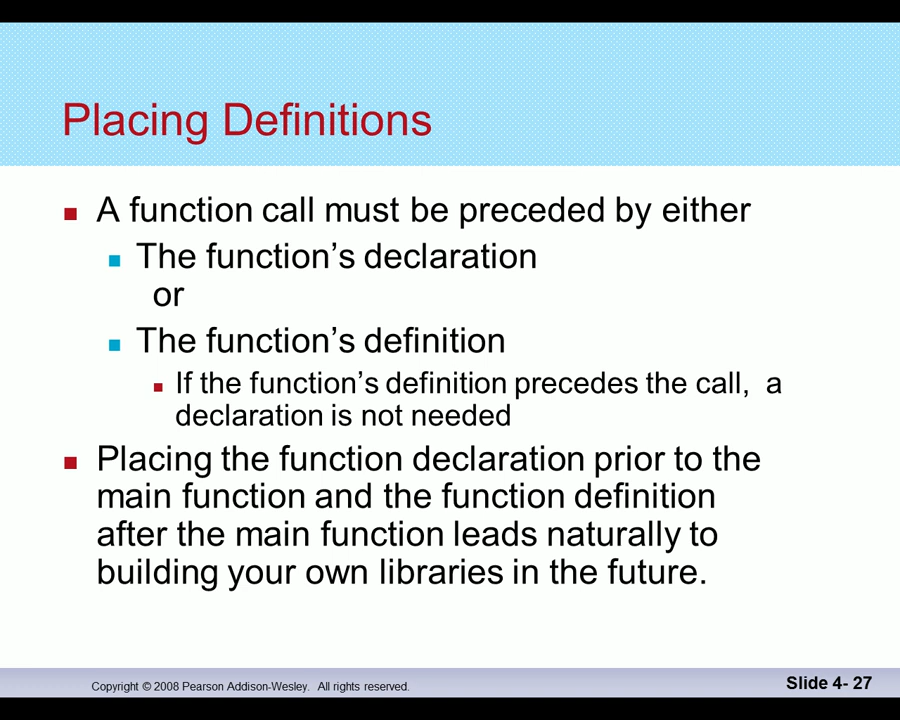 Placing Definitions
A function call must be preceded by either
The function’s declaration
or
The function’s definition
If the function’s definition precedes the call,  a
declaration is not needed
Placing the function declaration prior to the
main function and the function definition
after the main function leads naturally to
building your own libraries in the future.
Copyright © 2008 Pearson Addison-Wesley.  All rights reserved.
Slide 4- 27